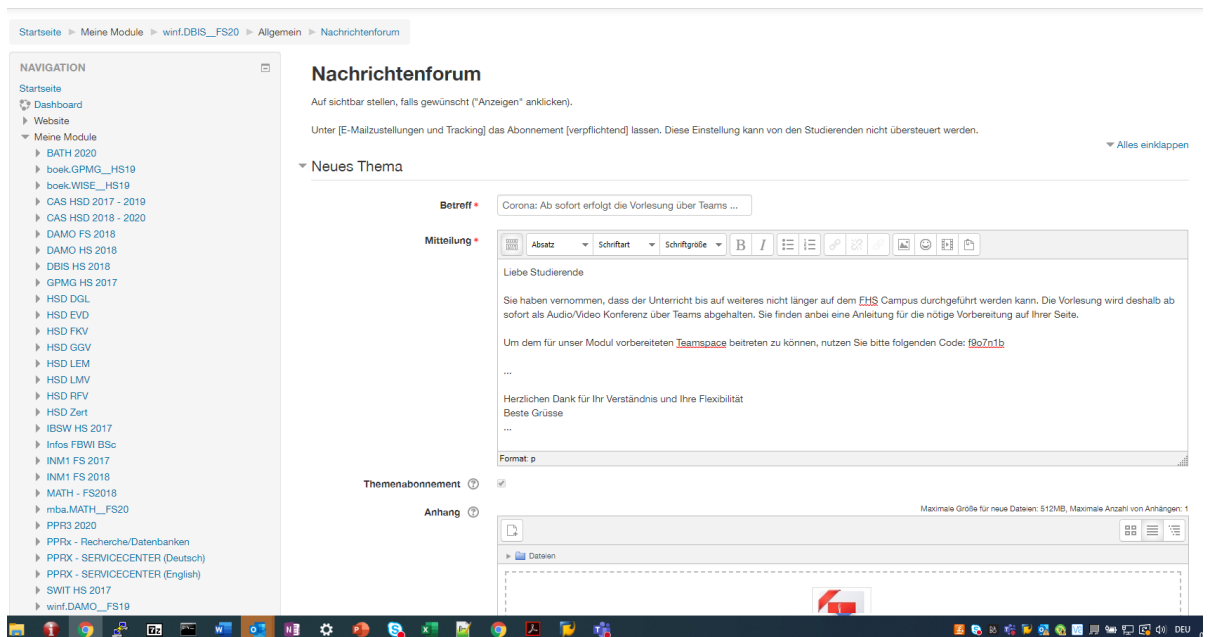 Startseite ▶ Meine Module ▶ winf.DBIS__FS20 ▶ Allgemein ▶ Nachrichtenforum
NAVIGATION
Startseite
Dashboard
Website
Meine Module
BATH 2020
boek.GPMG__HS19
boek.WISE__HS19
CAS HSD 2017 - 2019
CAS HSD 2018 - 2020
DAMO FS 2018
DAMO HS 2018
DBIS HS 2018
GPMG HS 2017
HSD DGL
HSD EVD
HSD FKV
HSD GGV
HSD LEM
HSD LMV
HSD RFV
HSD Zert
IBSW HS 2017
Infos FBWI BSc
INM1 FS 2017
INM1 FS 2018
MATH - FS2018
mba.MATH__FS20
PPR3 2020
PPRx - Recherche/Datenbanken
PPRX - SERVICECENTER (Deutsch)
PPRX - SERVICECENTER (English)
SWIT HS 2017
winf.DAMO__FS19
Nachrichtenforum
Auf sichtbar stellen, falls gewünscht ("Anzeigen" anklicken).
Unter [E-Mailzustellungen und Tracking] das Abonnement [verpflichtend] lassen. Diese Einstellung kann von den Studierenden nicht übersteuert werden.
Alles einklappen
Neues Thema
Betreff *
Corona: Ab sofort erfolgt die Vorlesung über Teams ...
Mitteilung *
Absatz Schriftart Schriftgröße B I
Liebe Studierende
Sie haben vernommen, dass der Unterricht bis auf weiteres nicht länger auf dem FHS Campus durchgeführt werden kann. Die Vorlesung wird deshalb ab
sofort als Audio/Video Konferenz über Teams abgehalten. Sie finden anbei eine Anleitung für die nötige Vorbereitung auf Ihrer Seite.
Um dem für unser Modul vorbereiteten Teamspace beitreten zu können, nutzen Sie bitte folgenden Code: f9o7n1b
...
Herzlichen Dank für Ihr Verständnis und Ihre Flexibilität
Beste Grüsse
...
Format: p
Themenabonnement
Anhang
Maximale Größe für neue Dateien: 512MB, Maximale Anzahl von Anhängen: 1
Dateien
DEU